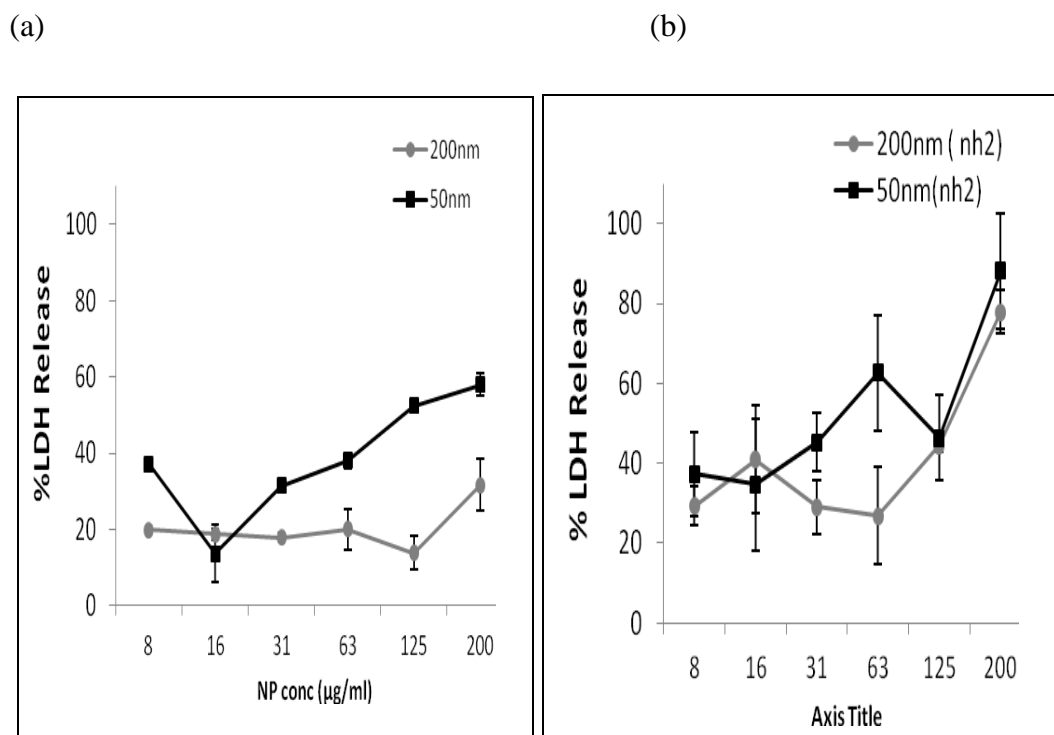 (a)
(b)
200nm
50nm
%LDH Release
100
80
60
40
20
0
8 16 31 63 125 200
NP conc (µg/ml)
200nm ( nh2)
50nm(nh2)
% LDH Release
100
80
60
40
20
0
8 16 31 63 125 200
Axis Title